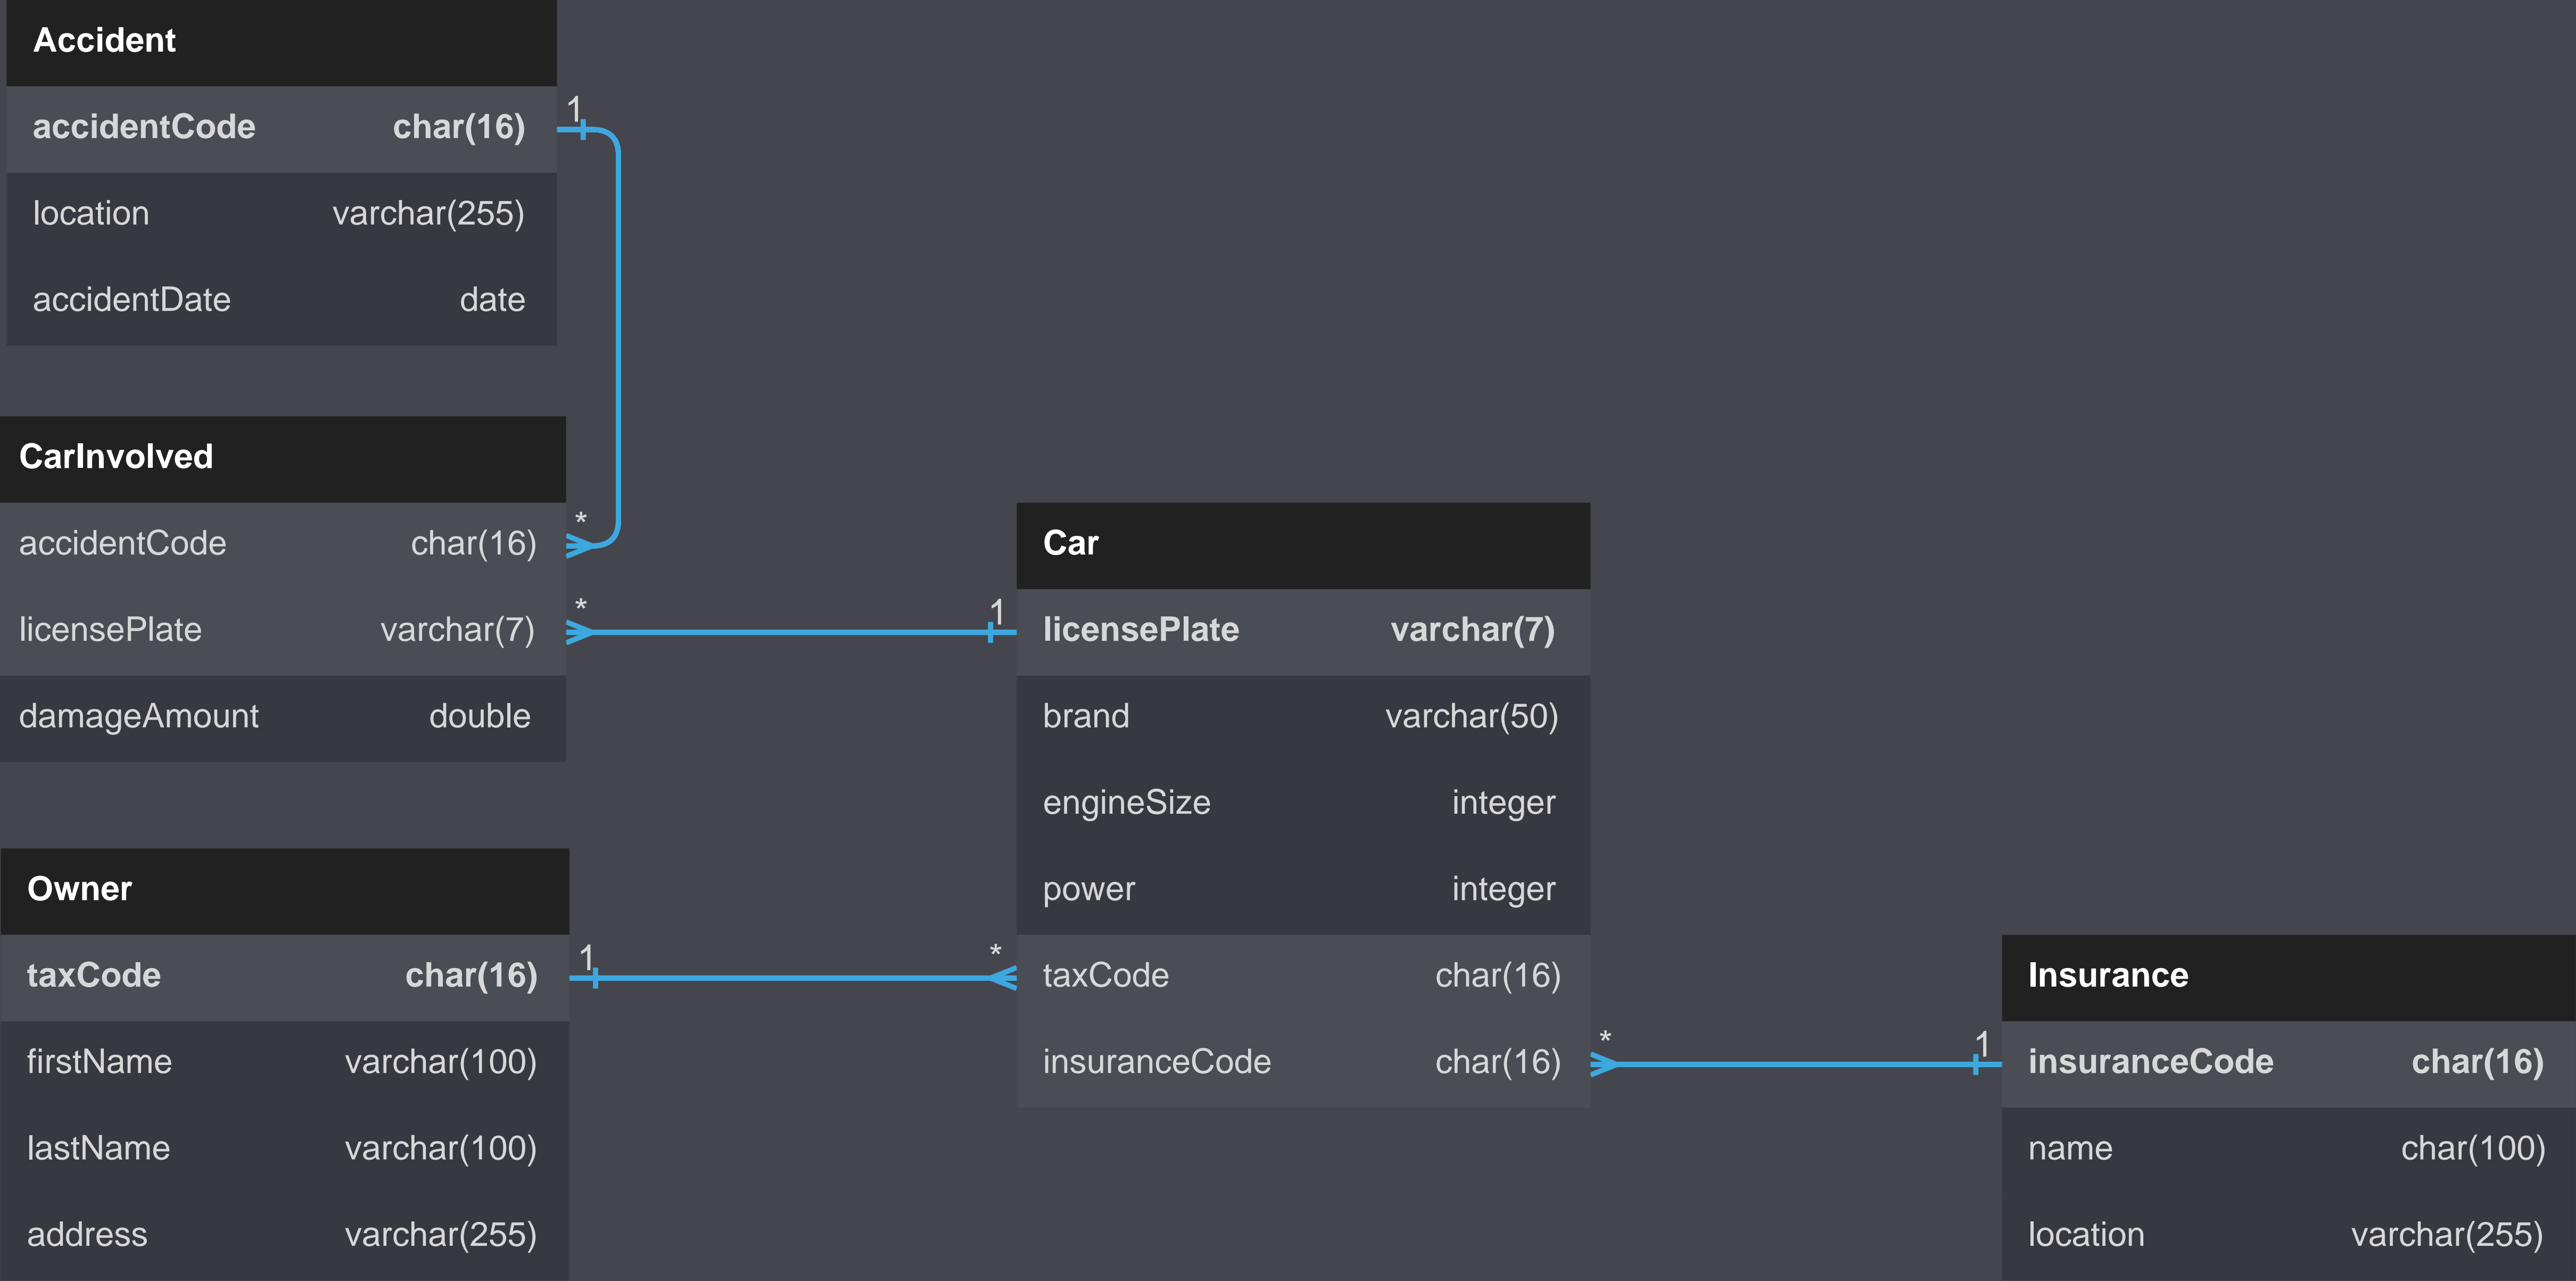 Accident
accidentCode char(16)
location varchar(255)
accidentDate date
1
*
CarInvolved
accidentCode char(16)
licensePlate varchar(7)
damageAmount double
*
1
Car
licensePlate varchar(7)
brand varchar(50)
engineSize integer
power integer
taxCode char(16)
insuranceCode char(16)
Owner
taxCode char(16)
firstName varchar(100)
lastName varchar(100)
address varchar(255)
1
*
*
1
Insurance
insuranceCode char(16)
name char(100)
location varchar(255)